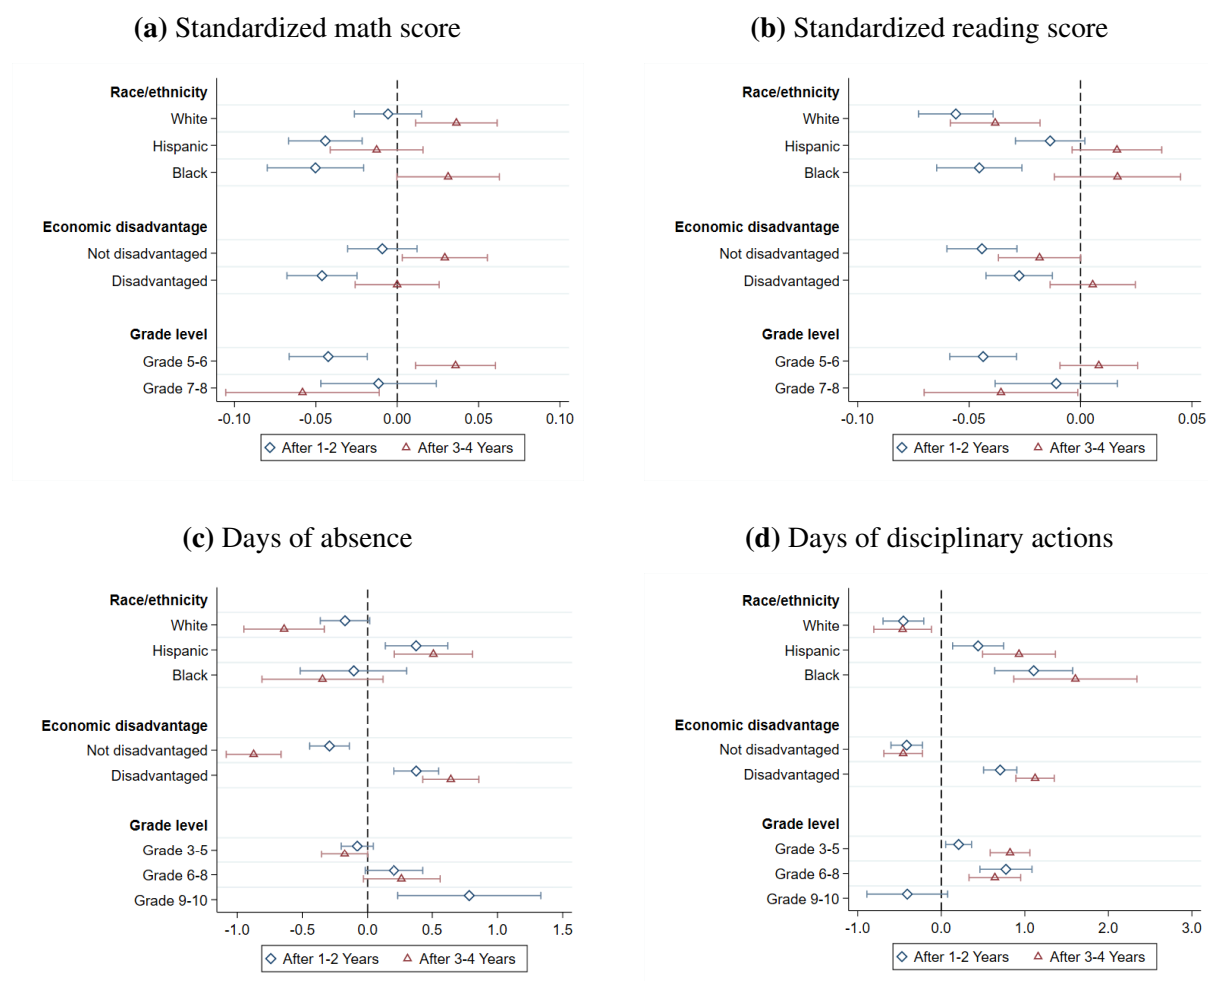 (a) Standardized math score
Race/ethnicity
White
Hispanic
Black
Economic disadvantage
Not disadvantaged
Disadvantaged
Grade level
Grade 5-6
Grade 7-8
-0.10 -0.05 0.00 0.05 0.10
After 1-2 Years After 3-4 Years
(b) Standardized reading score
Race/ethnicity
White
Hispanic
Black
Economic disadvantage
Not disadvantaged
Disadvantaged
Grade level
Grade 5-6
Grade 7-8
-0.10 -0.05 0.00 0.05
After 1-2 Years After 3-4 Years
(c) Days of absence
Race/ethnicity
White
Hispanic
Black
Economic disadvantage
Not disadvantaged
Disadvantaged
Grade level
Grade 3-5
Grade 6-8
Grade 9-10
-1.0 -0.5 0.0 0.5 1.0 1.5
After 1-2 Years After 3-4 Years
(d) Days of disciplinary actions
Race/ethnicity
White
Hispanic
Black
Economic disadvantage
Not disadvantaged
Disadvantaged
Grade level
Grade 3-5
Grade 6-8
Grade 9-10
-1.0 0.0 1.0 2.0 3.0
After 1-2 Years After 3-4 Years